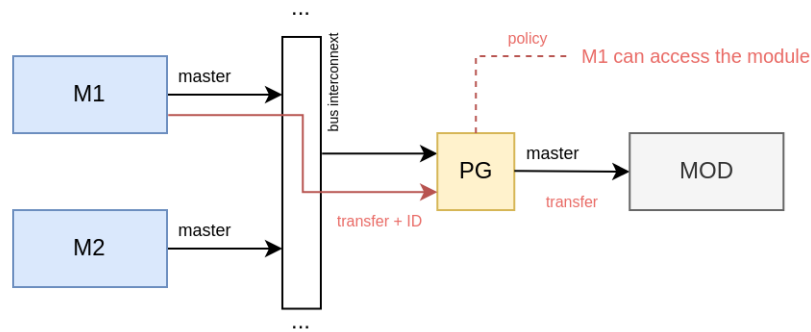 ...
policy
M1 can access the module
M1
master
bus interconnext
PG
master
MOD
transfer + ID
transfer
M2
master
...